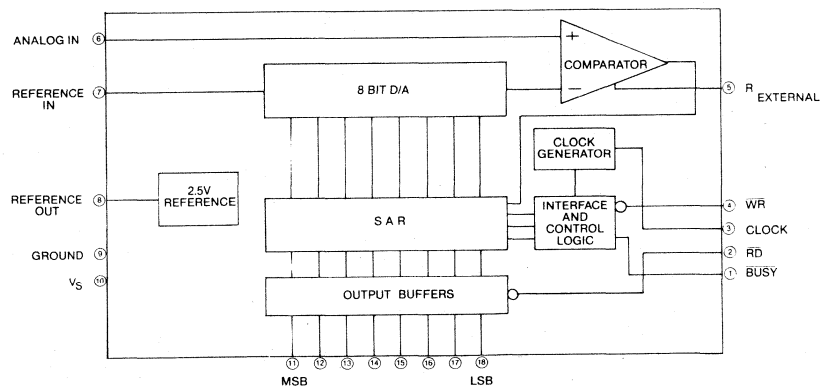 ANALOG IN
6
+
COMPARATOR
8 BIT D/A
REFERENCE
IN
7
−
5
R EXTERNAL
CLOCK
GENERATOR
2.5V
REFERENCE
REFERENCE
OUT
8
S A R
INTERFACE
AND
CONTROL
LOGIC
4
WR
3
CLOCK
GROUND
9
2
RD
VS
10
1
BUSY
OUTPUT BUFFERS
11 12 13 14 15 16 17 18
MSB LSB